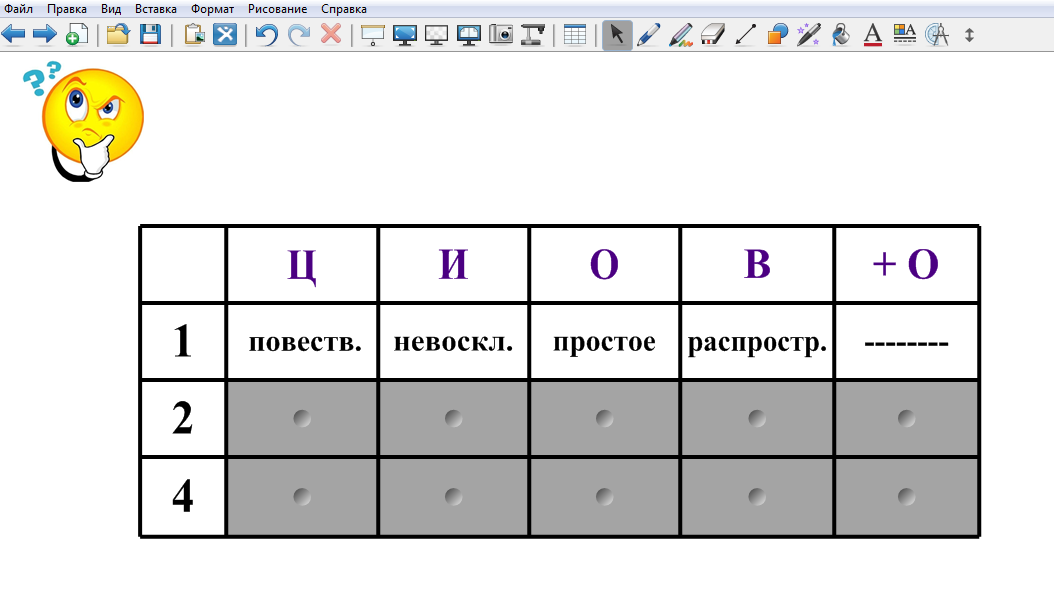 Файл Правка Вид Вставка Формат Рисование Справка
??
Ц И О В + О
1 повеств. невоскл. простое распростр. --------
2
4